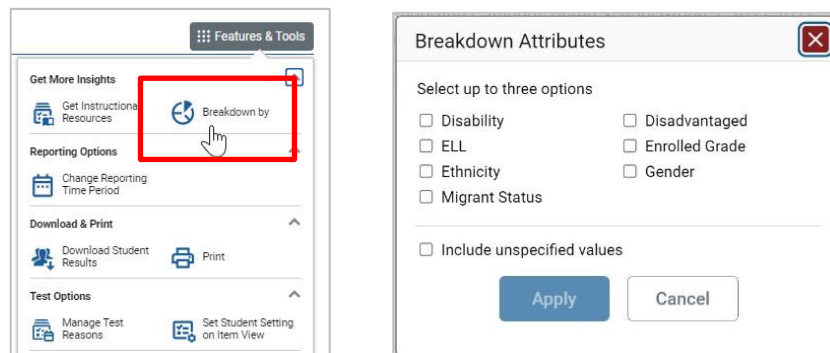 Features & Tools
Get More Insights
Get Instructional
Resources
Breakdown by
Reporting Options
Change Reporting
Time Period
Download & Print
Download Student
Results
Print
Test Options
Manage Test
Reasons
Set Student Setting
on Item View
Breakdown Attributes
Select up to three options
Disability
Disadvantaged
ELL
Enrolled Grade
Ethnicity
Gender
Migrant Status
Include unspecified values
Apply
Cancel